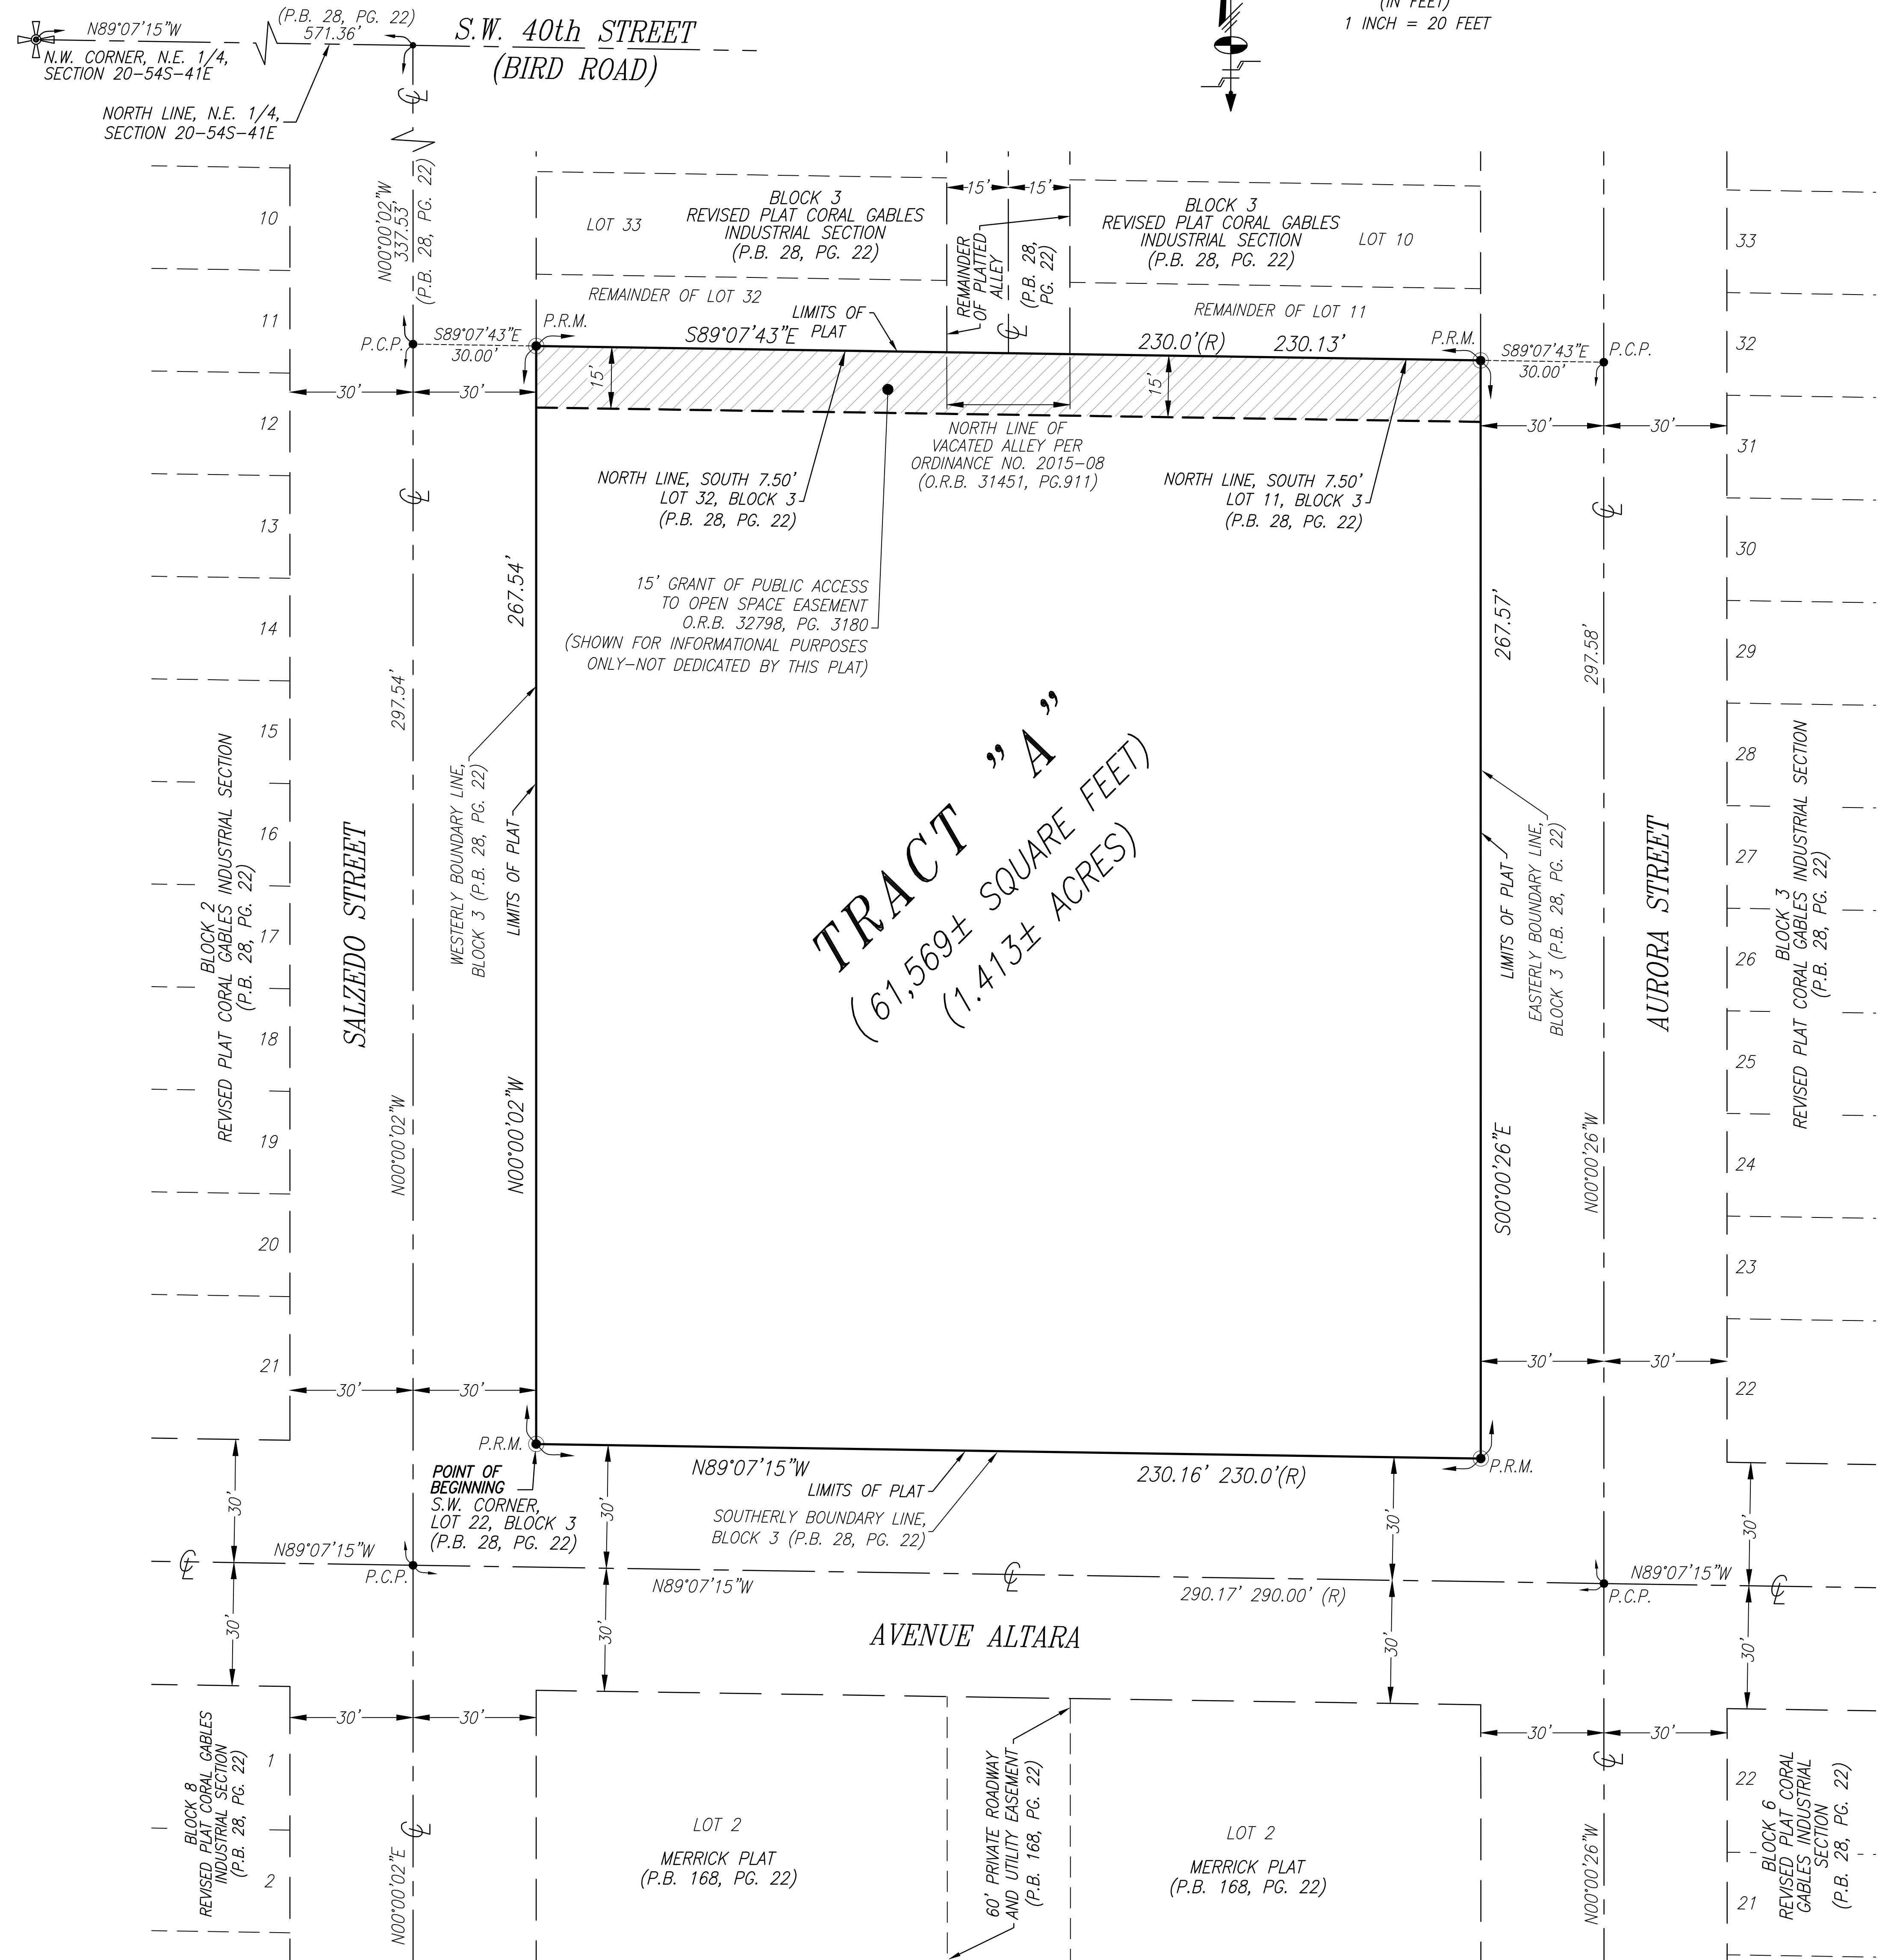 (P.B. 28, PG. 22)
571.36'
N89°07'15"W
N.W. CORNER, N.E. 1/4,
SECTION 20-54S-41E
NORTH LINE, N.E. 1/4,
SECTION 20-54S-41E
S.W. 40th STREET
(BIRD ROAD)
(IN FEET)
1 INCH = 20 FEET
N00°00'02"W
337.53'
(P.B. 28, PG. 22)
LOT 33
BLOCK 3
REVISED PLAT CORAL GABLES
INDUSTRIAL SECTION
(P.B. 28, PG. 22)
15'
15'
REMAINDER
OF PLATTED
ALLEY
(P.B. 28,
PG. 22)
BLOCK 3
REVISED PLAT CORAL GABLES
INDUSTRIAL SECTION
(P.B. 28, PG. 22)
LOT 10
REMAINDER OF LOT 32
REMAINDER OF LOT 11
LIMITS OF
PLAT
P.C.P.
S89°07'43"E
30.00'
P.R.M.
S89°07'43"E
230.0'(R)
230.13'
P.R.M.
S89°07'43"E
30.00'
P.C.P.
30'
30'
15'
15'
30'
30'
NORTH LINE OF
VACATED ALLEY PER
ORDINANCE NO. 2015-08
(O.R.B. 31451, PG.911)
NORTH LINE, SOUTH 7.50'
LOT 32, BLOCK 3
(P.B. 28, PG. 22)
NORTH LINE, SOUTH 7.50'
LOT 11, BLOCK 3
(P.B. 28, PG. 22)
15' GRANT OF PUBLIC ACCESS
TO OPEN SPACE EASEMENT
O.R.B. 32798, PG. 3180
(SHOWN FOR INFORMATIONAL PURPOSES
ONLY-NOT DEDICATED BY THIS PLAT)
10
11
12
13
14
15
16
17
18
19
20
21
BLOCK 2
REVISED PLAT CORAL GABLES INDUSTRIAL SECTION
(P.B. 28, PG. 22)
SALZEDO STREET
297.54'
N00°00'02"W
WESTERLY BOUNDARY LINE,
BLOCK 3 (P.B. 28, PG. 22)
LIMITS OF PLAT
267.54'
N00°00'02"W
TRACT "A"
(61,569± SQUARE FEET)
(1.413± ACRES)
267.57'
S00°00'26"E
LIMITS OF PLAT
EASTERLY BOUNDARY LINE,
BLOCK 3 (P.B. 28, PG. 22)
297.58'
N00°00'26"W
AURORA STREET
33
32
31
30
29
28
27
26
25
24
23
22
BLOCK 3
REVISED PLAT CORAL GABLES INDUSTRIAL SECTION
(P.B. 28, PG. 22)
30'
30'
30'
30'
P.R.M.
POINT OF
BEGINNING
S.W. CORNER,
LOT 22, BLOCK 3
(P.B. 28, PG. 22)
N89°07'15"W
LIMITS OF PLAT
SOUTHERLY BOUNDARY LINE,
BLOCK 3 (P.B. 28, PG. 22)
230.16' 230.0'(R)
P.R.M.
30'
30'
30'
30'
N89°07'15"W
P.C.P.
N89°07'15"W
290.17' 290.00' (R)
N89°07'15"W
P.C.P.
AVENUE ALTARA
30'
30'
30'
30'
30'
30'
30'
30'
BLOCK 8
REVISED PLAT CORAL GABLES
INDUSTRIAL SECTION
(P.B. 28, PG. 22)
1
2
N00°00'02"E
LOT 2
MERRICK PLAT
(P.B. 168, PG. 22)
60' PRIVATE ROADWAY
AND UTILITY EASEMENT
(P.B. 168, PG. 22)
LOT 2
MERRICK PLAT
(P.B. 168, PG. 22)
N00°00'26"W
22
21
BLOCK 6
REVISED PLAT CORAL
GABLES INDUSTRIAL
SECTION
(P.B. 28, PG. 22)